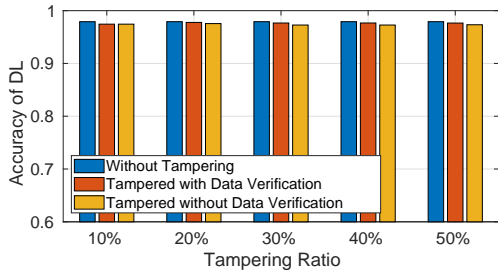 1
0.9
0.8
0.7
0.6
Accuracy of DL
Without Tampering
Tampered with Data Verification
Tampered without Data Verification
10% 20% 30% 40% 50%
Tampering Ratio